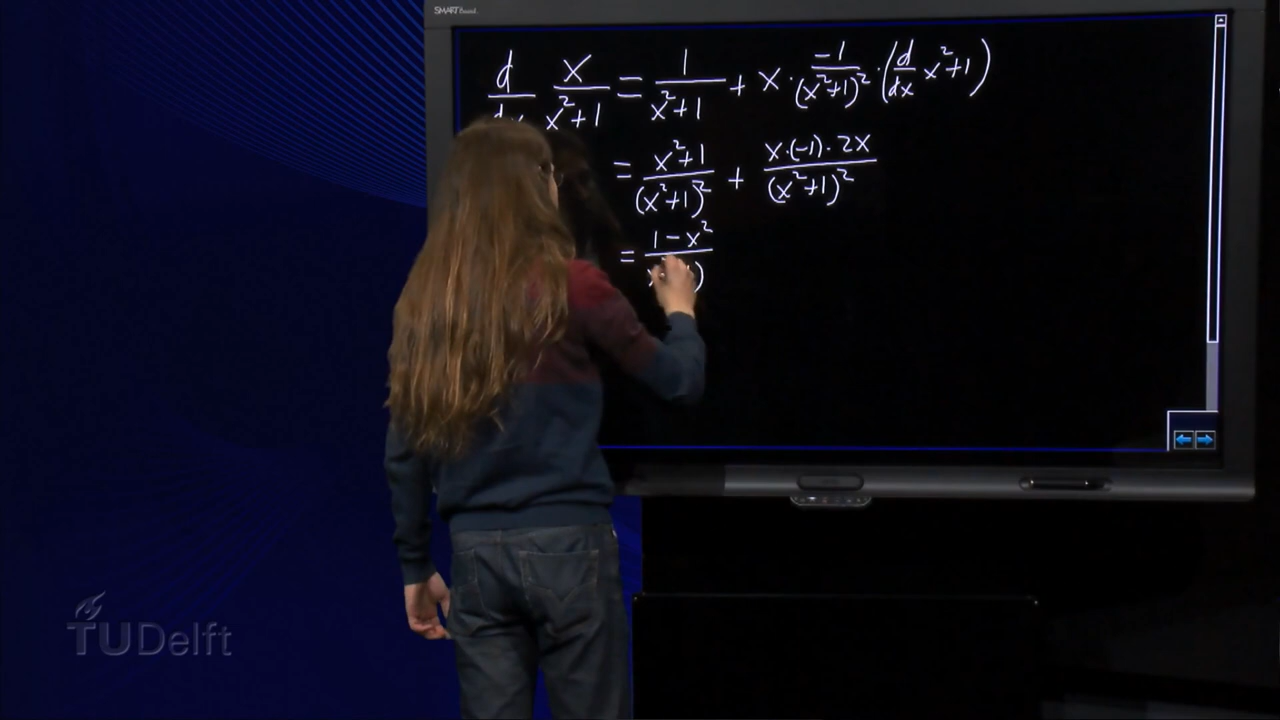 SMART Board
d/dx x/x²+1 = 1/x²+1 + x · -1/(x²+1)² · (d/dx x²+1)
= x²+1/(x²+1)² + x·(-1)·2x/(x²+1)²
= 1-x²/
TUDelft